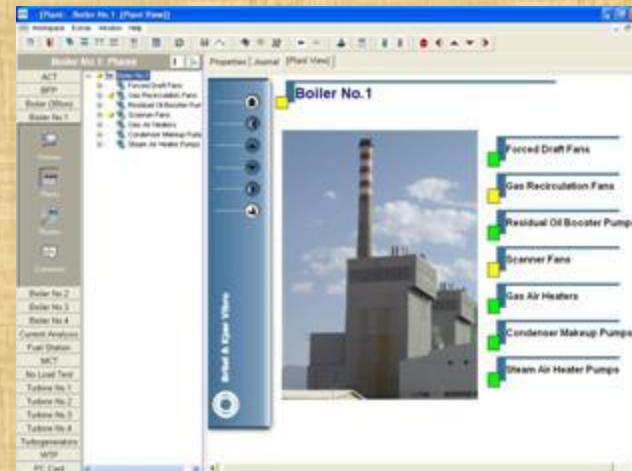 [Plant: Boiler No.1 [Plant View]]
Workspace Extras Window Help
Boiler No.1: Plants
Properties Journal [Plant View]
ACT
BFP
Boiler No.1
Boiler No.2
Boiler No.3
Boiler No.4
Current Analysis
Fuel Station
MCT
No Load Test
Turbine No.1
Turbine No.2
Turbine No.3
Turbine No.4
Turbogenerators
WTP
PC Card
Boiler No.1
Forced Draft Fans
Gas Recirculation Fans
Residual Oil Booster Pum
Scanner Fans
Gas Air Heaters
Condenser Makeup Pump
Steam Air Heater Pumps
Brüel & Kjær Vibro
Boiler No.1
Forced Draft Fans
Gas Recirculation Fans
Residual Oil Booster Pumps
Scanner Fans
Gas Air Heaters
Condenser Makeup Pumps
Steam Air Heater Pumps